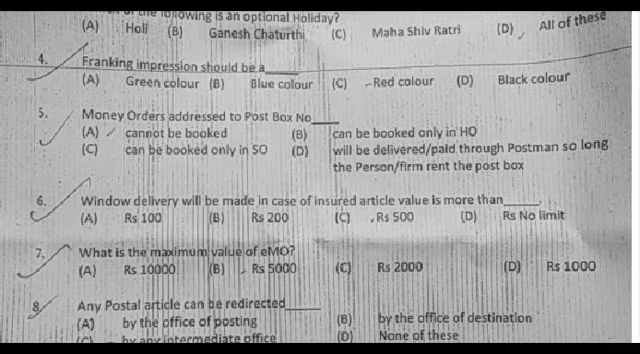 the following is an optional Holiday?
(A) Holi (B) Ganesh Chaturthi (C) Maha Shiv Ratri (D) All of these
4. Franking impression should be a______
(A) Green colour (B) Blue colour (C) Red colour (D) Black colour
5. Money Orders addressed to Post Box No____
(A) cannot be booked (B) can be booked only in HO
(C) can be booked only in SO (D) will be delivered/paid through Postman so long
the Person/firm rent the post box
6. Window delivery will be made in case of insured article value is more than______.
(A) Rs 100 (B) Rs 200 (C) Rs 500 (D) Rs No limit
7. What is the maximum value of eMO?
(A) Rs 10000 (B) Rs 5000 (C) Rs 2000 (D) Rs 1000
8. Any Postal article can be redirected______
(A) by the office of posting (B) by the office of destination
(C) by any intermediate office (D) None of these